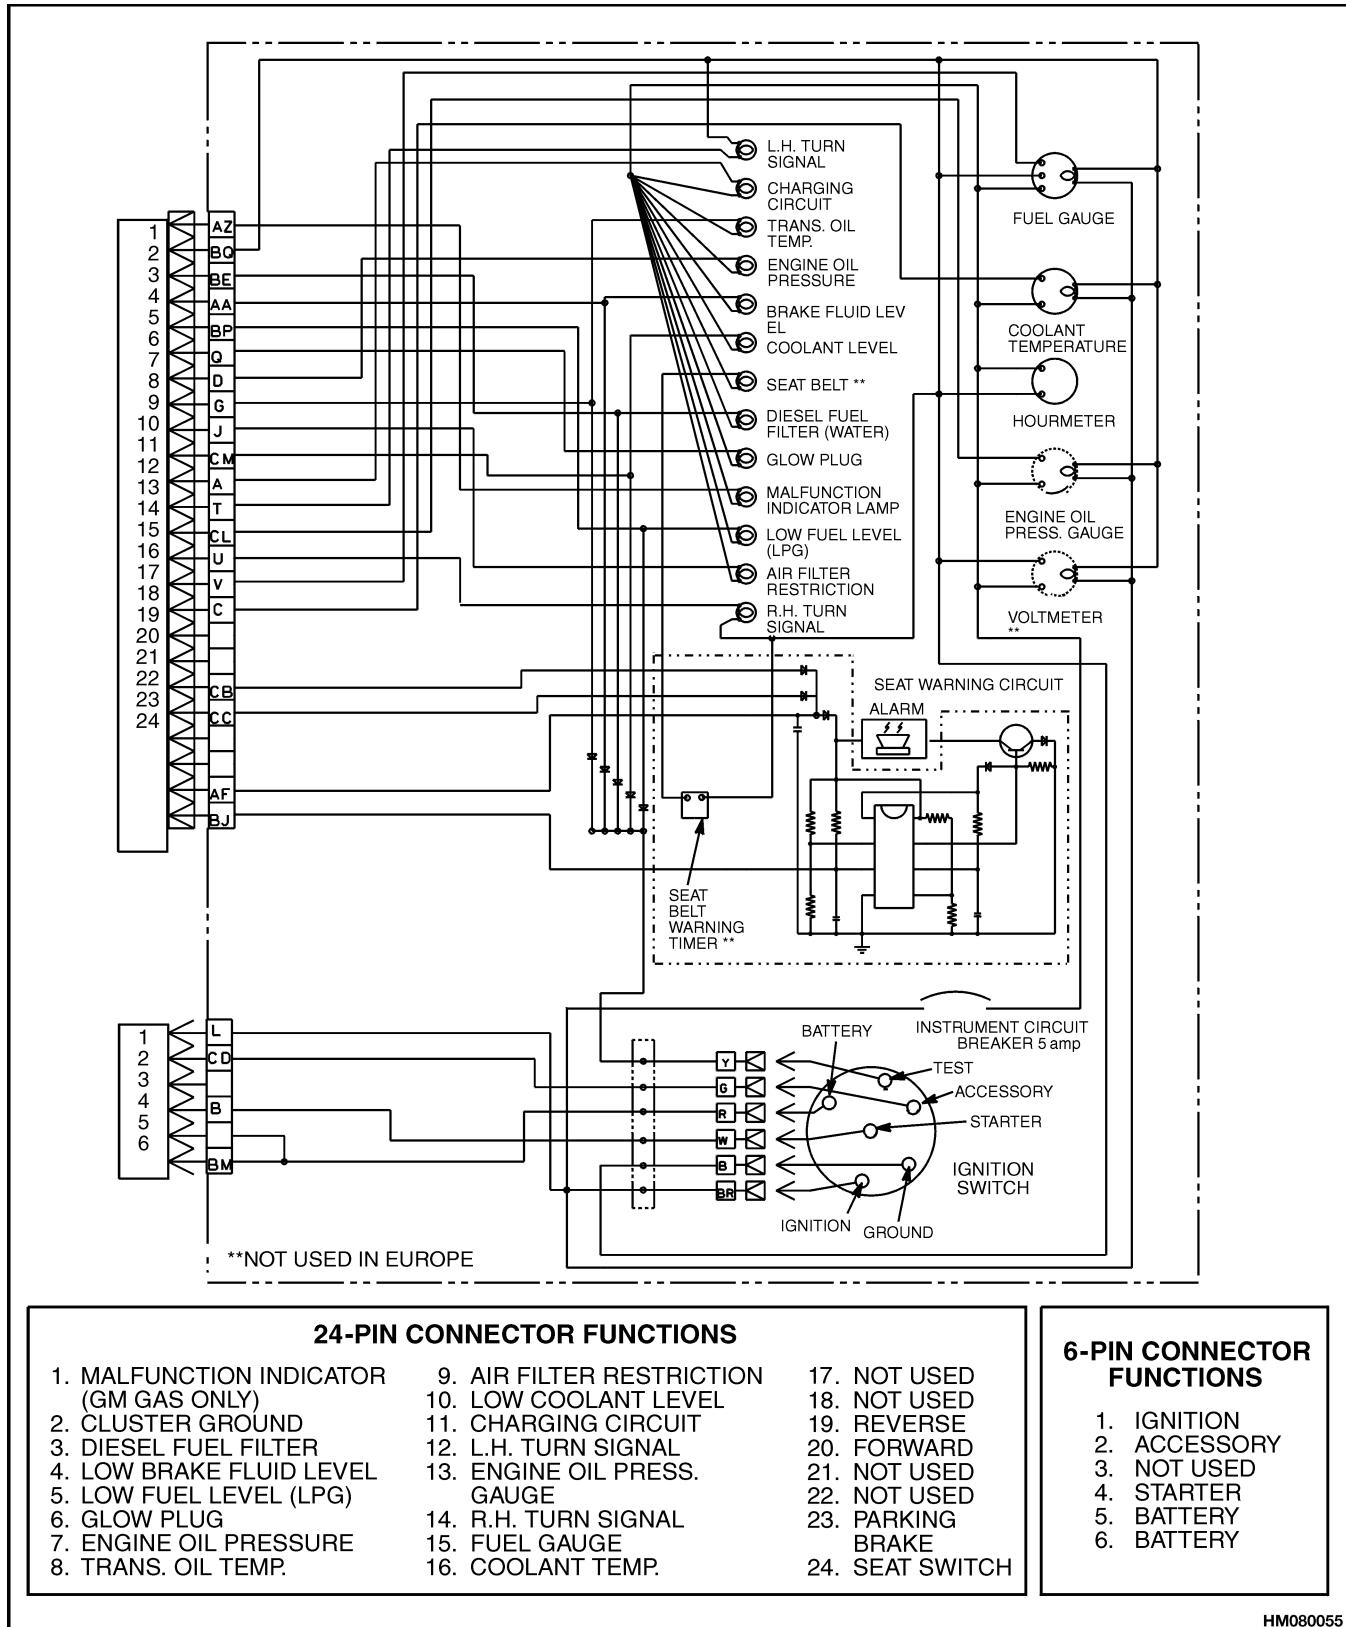 L.H. TURN
SIGNAL
CHARGING
CIRCUIT
TRANS. OIL
TEMP.
ENGINE OIL
PRESSURE
BRAKE FLUID LEV
EL
COOLANT LEVEL
SEAT BELT **
DIESEL FUEL
FILTER (WATER)
GLOW PLUG
MALFUNCTION
INDICATOR LAMP
LOW FUEL LEVEL
(LPG)
AIR FILTER
RESTRICTION
R.H. TURN
SIGNAL
FUEL GAUGE
COOLANT
TEMPERATURE
HOURMETER
ENGINE OIL
PRESS. GAUGE
VOLTMETER
**
1
2
3
4
5
6
7
8
9
10
11
12
13
14
15
16
17
18
19
20
21
22
23
24
AZ
BQ
BE
AA
BP
Q
D
G
J
CM
A
T
CL
U
V
C
CB
CC
AF
BJ
SEAT WARNING CIRCUIT
ALARM
SEAT
BELT
WARNING
TIMER **
1
2
3
4
5
6
L
CD
B
BM
BATTERY
INSTRUMENT CIRCUIT
BREAKER 5 amp
Y
G
R
W
B
BR
TEST
ACCESSORY
STARTER
IGNITION
SWITCH
IGNITION
GROUND
**NOT USED IN EUROPE
24-PIN CONNECTOR FUNCTIONS
1. MALFUNCTION INDICATOR
(GM GAS ONLY)
2. CLUSTER GROUND
3. DIESEL FUEL FILTER
4. LOW BRAKE FLUID LEVEL
5. LOW FUEL LEVEL (LPG)
6. GLOW PLUG
7. ENGINE OIL PRESSURE
8. TRANS. OIL TEMP.
9. AIR FILTER RESTRICTION
10. LOW COOLANT LEVEL
11. CHARGING CIRCUIT
12. L.H. TURN SIGNAL
13. ENGINE OIL PRESS.
GAUGE
14. R.H. TURN SIGNAL
15. FUEL GAUGE
16. COOLANT TEMP.
17. NOT USED
18. NOT USED
19. REVERSE
20. FORWARD
21. NOT USED
22. NOT USED
23. PARKING
BRAKE
24. SEAT SWITCH
6-PIN CONNECTOR
FUNCTIONS
1. IGNITION
2. ACCESSORY
3. NOT USED
4. STARTER
5. BATTERY
6. BATTERY
HM080055